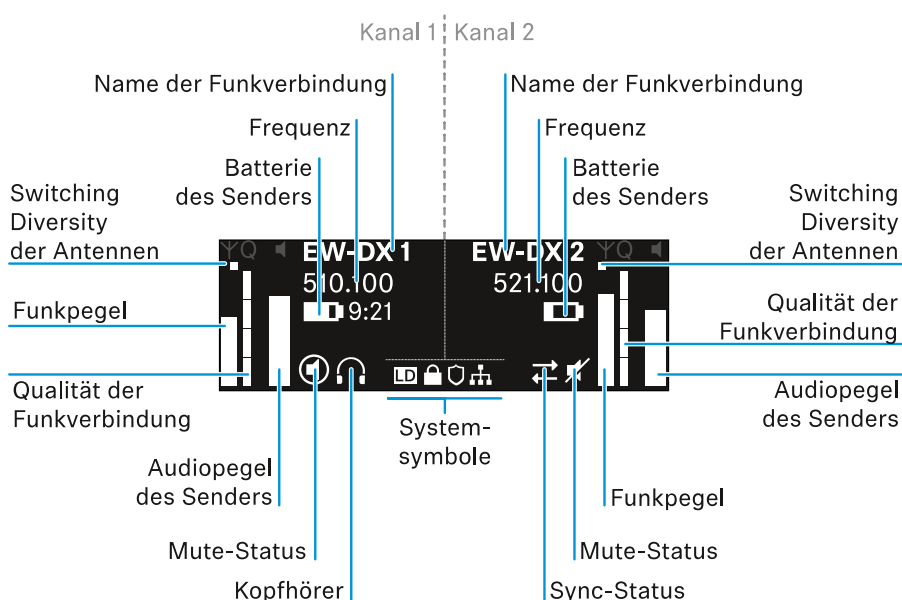 Kanal 1 Kanal 2
Name der Funkverbindung
Name der Funkverbindung
Frequenz
Frequenz
Batterie
des Senders
Batterie
des Senders
Switching
Diversity
der Antennen
Switching
Diversity
der Antennen
Q EW-DX 1
EW-DX 2 Q
510.100
521.100
9:21
Funkpegel
Qualität der
Funkverbindung
LD
Qualität der
Funkverbindung
Audiopegel
des Senders
System-
symbole
Audiopegel
des Senders
Funkpegel
Mute-Status
Mute-Status
Kopfhörer
Sync-Status